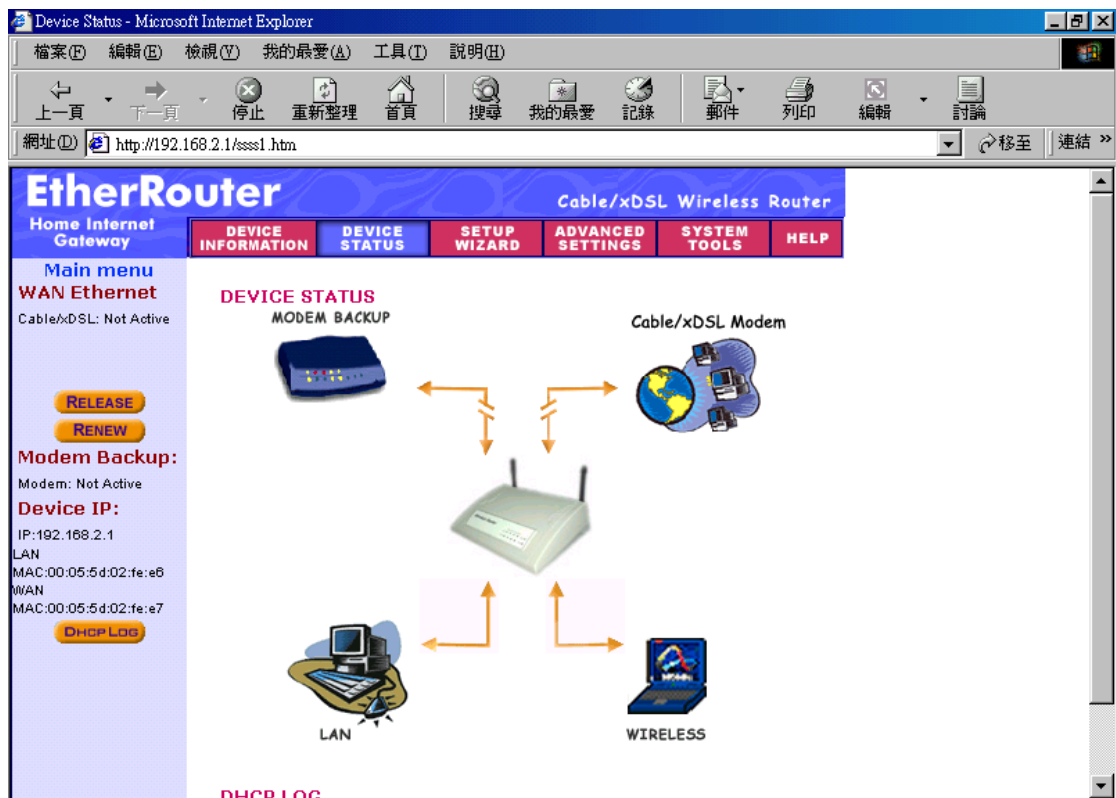 Device Status - Microsoft Internet Explorer
檔案(F) 編輯(E) 檢視(V) 我的最愛(A) 工具(T) 說明(H)
上一頁 下一頁 停止 重新整理 首頁 搜尋 我的最愛 記錄 郵件 列印 編輯 討論
網址(D) http://192.168.2.1/ssss1.htm 移至 連結 »
EtherRouter
Cable/xDSL Wireless Router
Home Internet
Gateway
DEVICE INFORMATION
DEVICE STATUS
SETUP WIZARD
ADVANCED SETTINGS
SYSTEM TOOLS
HELP
Main menu
WAN Ethernet
Cable/xDSL: Not Active
RELEASE
RENEW
Modem Backup:
Modem: Not Active
Device IP:
IP:192.168.2.1
LAN
MAC:00:05:5d:02:fe:e6
WAN
MAC:00:05:5d:02:fe:e7
DHCP LOG
DEVICE STATUS
MODEM BACKUP
Cable/xDSL Modem
LAN
WIRELESS
DHCP LOG